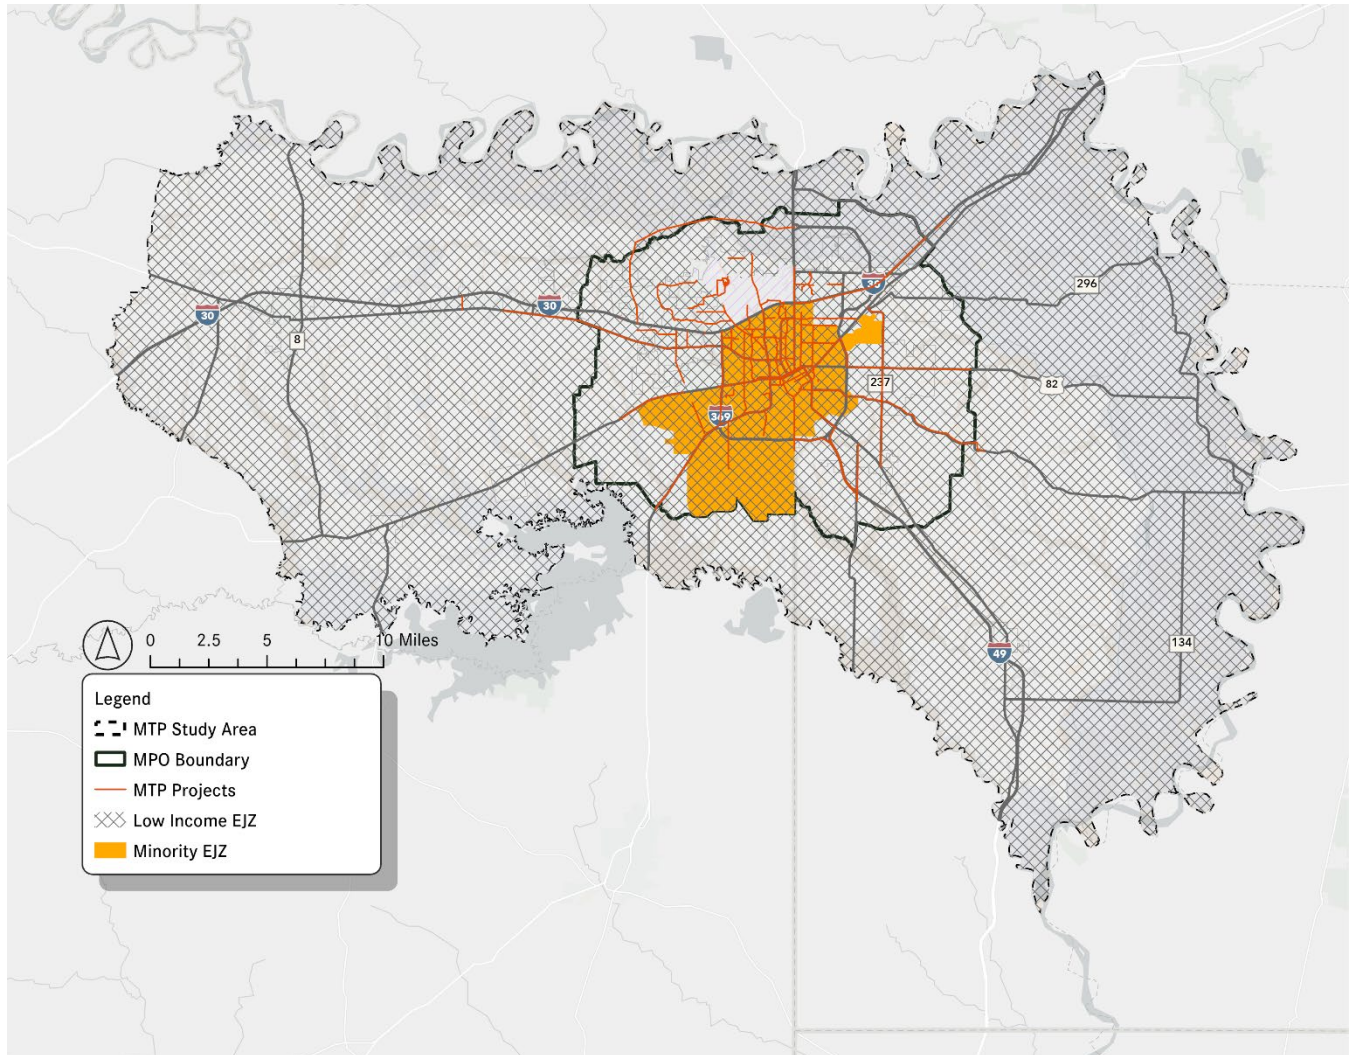 296
30
30
30
8
82
237
369
0 2.5 5 10 Miles
134
49
Legend
MTP Study Area
MPO Boundary
MTP Projects
Low Income EJZ
Minority EJZ